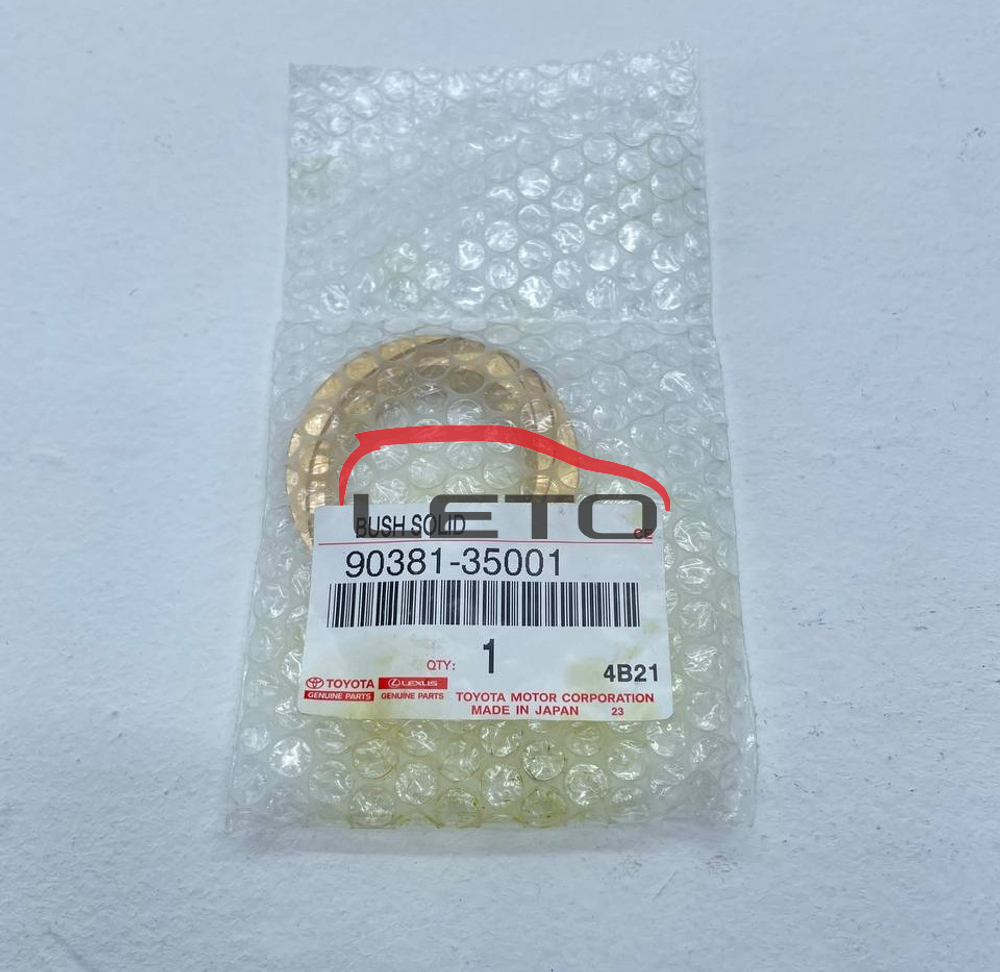 LETO
BUSH SOLID
CE
90381-35001
QTY: 1
4B21
TOYOTA LEXUS
GENUINE PARTS GENUINE PARTS
TOYOTA MOTOR CORPORATION
MADE IN JAPAN 23